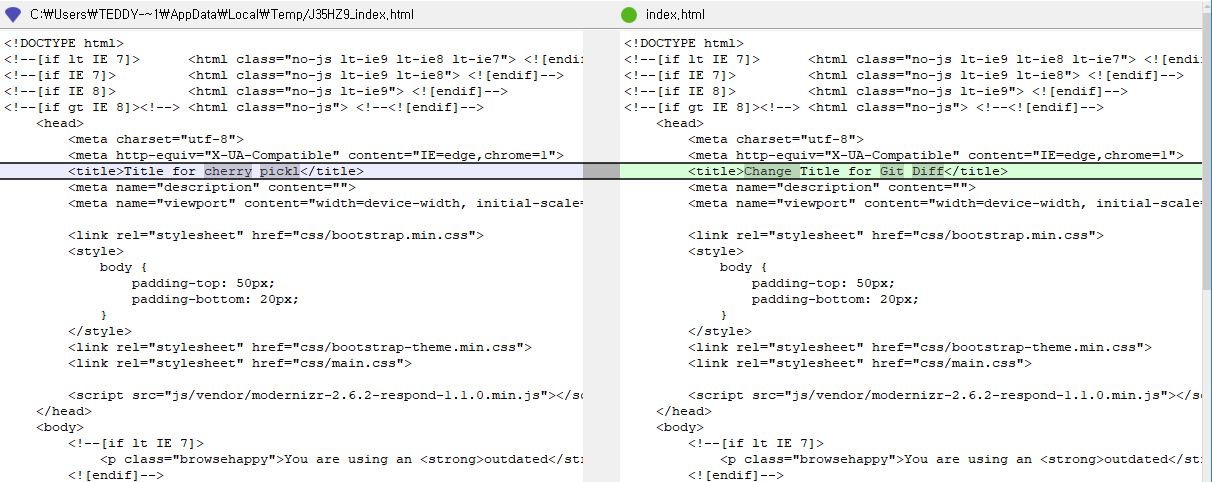 C:₩Users₩TEDDY-~1₩AppData₩Local₩Temp/J35HZ9_index.html
<!DOCTYPE html>
<!--[if lt IE 7]>      <html class="no-js lt-ie9 lt-ie8 lt-ie7"> <![endif
<!--[if IE 7]>         <html class="no-js lt-ie9 lt-ie8"> <![endif]-->
<!--[if IE 8]>         <html class="no-js lt-ie9"> <![endif]-->
<!--[if gt IE 8]><!--> <html class="no-js"> <!--<![endif]-->
    <head>
        <meta charset="utf-8">
        <meta http-equiv="X-UA-Compatible" content="IE=edge,chrome=1">
        <title>Title for cherry pickl</title>
        <meta name="description" content="">
        <meta name="viewport" content="width=device-width, initial-scale=
        <link rel="stylesheet" href="css/bootstrap.min.css">
        <style>
            body {
                padding-top: 50px;
                padding-bottom: 20px;
            }
        </style>
        <link rel="stylesheet" href="css/bootstrap-theme.min.css">
        <link rel="stylesheet" href="css/main.css">
        <script src="js/vendor/modernizr-2.6.2-respond-1.1.0.min.js"></sc
    </head>
    <body>
        <!--[if lt IE 7]>
            <p class="browsehappy">You are using an <strong>outdated</str
        <![endif]-->
index.html
<!DOCTYPE html>
<!--[if lt IE 7]>      <html class="no-js lt-ie9 lt-ie8 lt-ie7"> <![endif
<!--[if IE 7]>         <html class="no-js lt-ie9 lt-ie8"> <![endif]-->
<!--[if IE 8]>         <html class="no-js lt-ie9"> <![endif]-->
<!--[if gt IE 8]><!--> <html class="no-js"> <!--<![endif]-->
    <head>
        <meta charset="utf-8">
        <meta http-equiv="X-UA-Compatible" content="IE=edge,chrome=1">
        <title>Change Title for Git Diff</title>
        <meta name="description" content="">
        <meta name="viewport" content="width=device-width, initial-scale=
        <link rel="stylesheet" href="css/bootstrap.min.css">
        <style>
            body {
                padding-top: 50px;
                padding-bottom: 20px;
            }
        </style>
        <link rel="stylesheet" href="css/bootstrap-theme.min.css">
        <link rel="stylesheet" href="css/main.css">
        <script src="js/vendor/modernizr-2.6.2-respond-1.1.0.min.js"></sc
    </head>
    <body>
        <!--[if lt IE 7]>
            <p class="browsehappy">You are using an <strong>outdated</str
        <![endif]-->